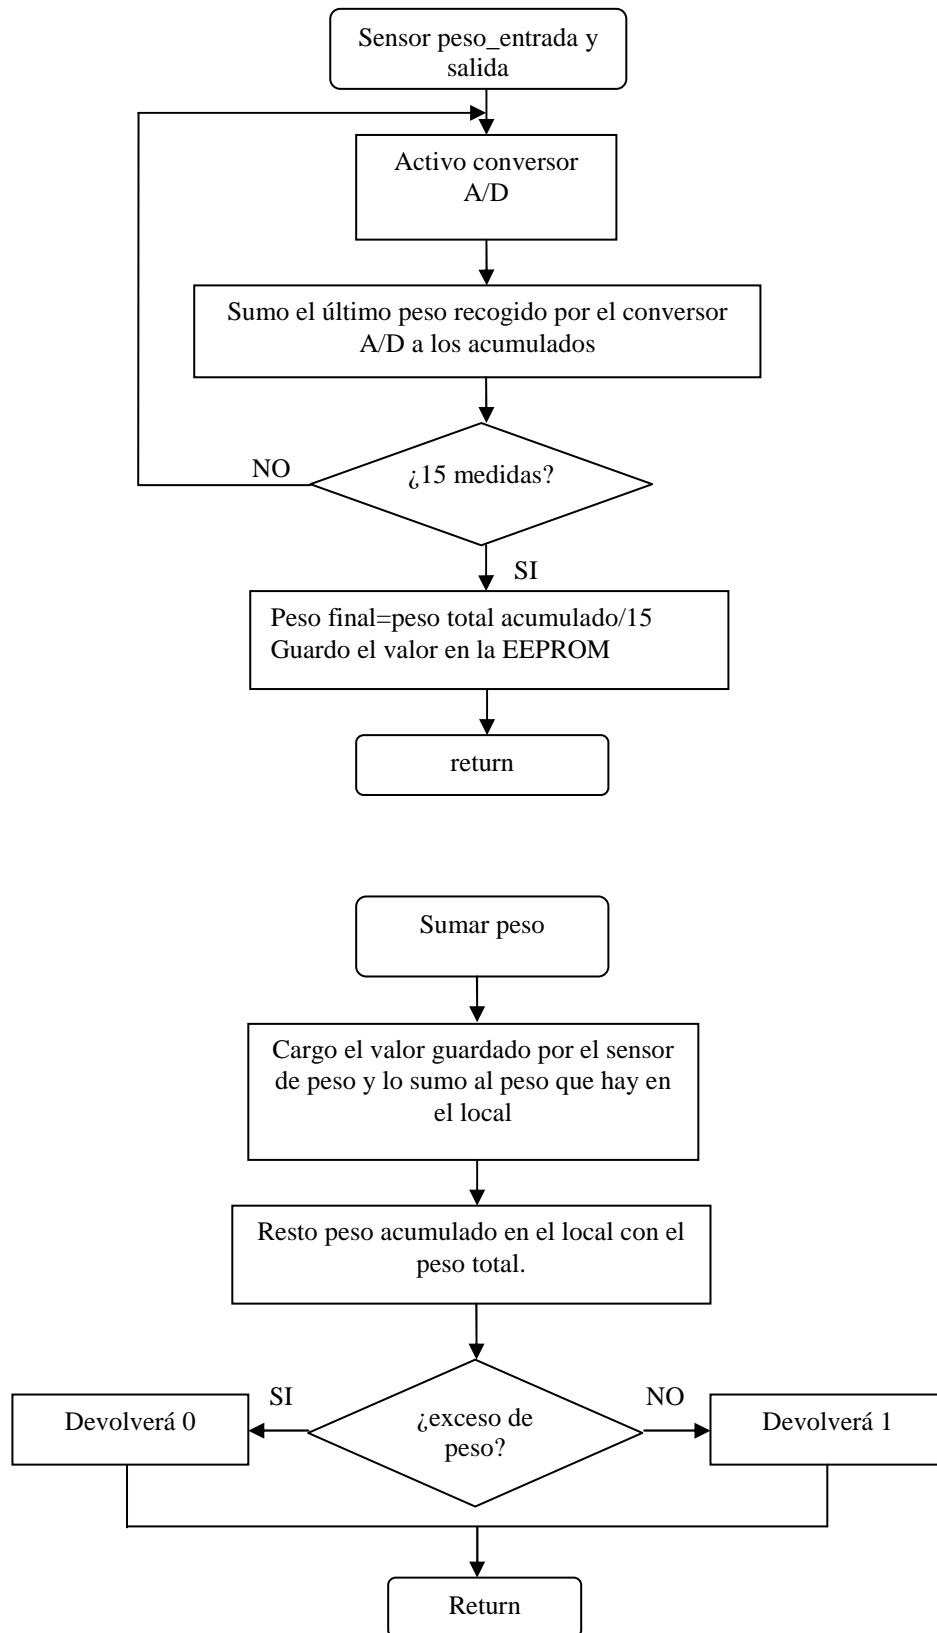 Sensor peso_entrada y
salida
Activo conversor
A/D
Sumo el último peso recogido por el conversor
A/D a los acumulados
¿15 medidas?
NO
SI
Peso final=peso total acumulado/15
Guardo el valor en la EEPROM
return
Sumar peso
Cargo el valor guardado por el sensor
de peso y lo sumo al peso que hay en
el local
Resto peso acumulado en el local con el
peso total.
¿exceso de
peso?
SI
NO
Devolverá 0
Devolverá 1
Return